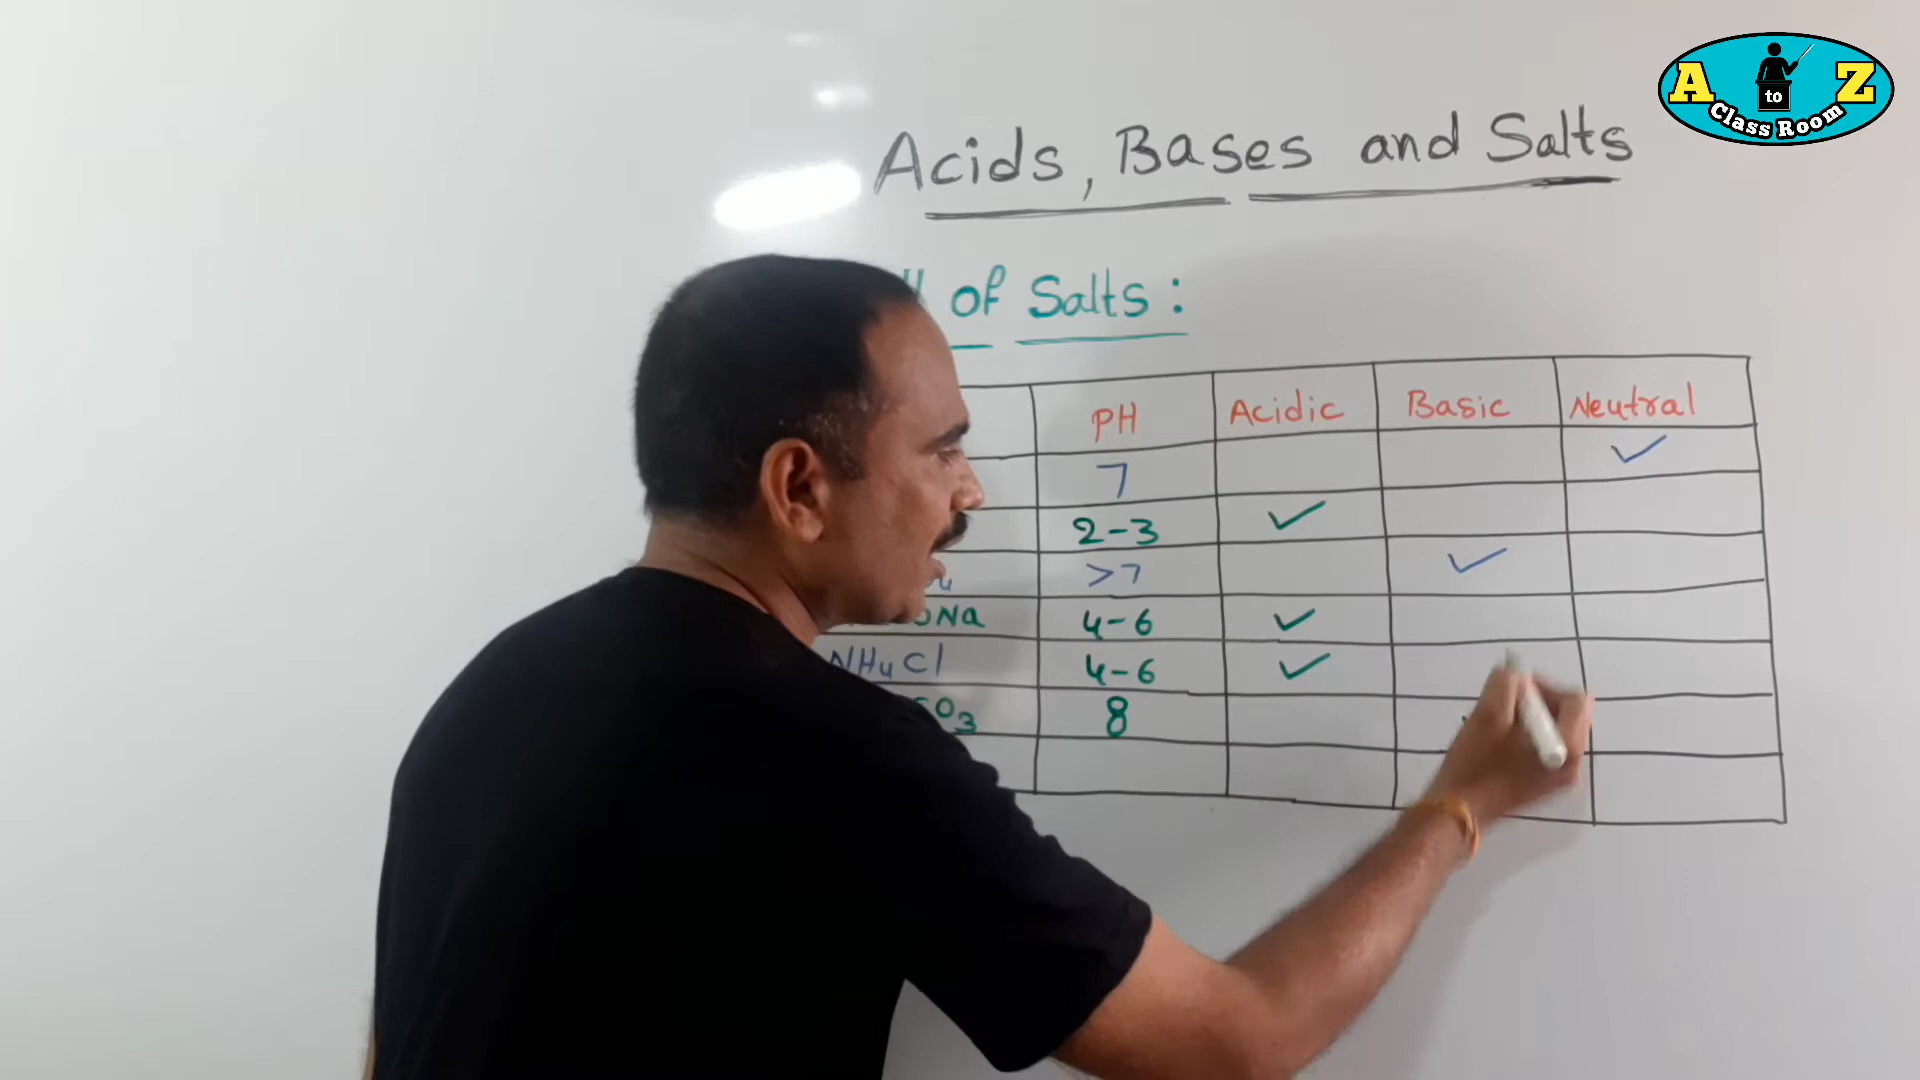 A to Z
Class Room
Acids, Bases and Salts
of Salts :
PH Acidic Basic Neutral
7 ✓
2-3 ✓
>7 ✓
4-6 ✓
NH4Cl 4-6 ✓
8